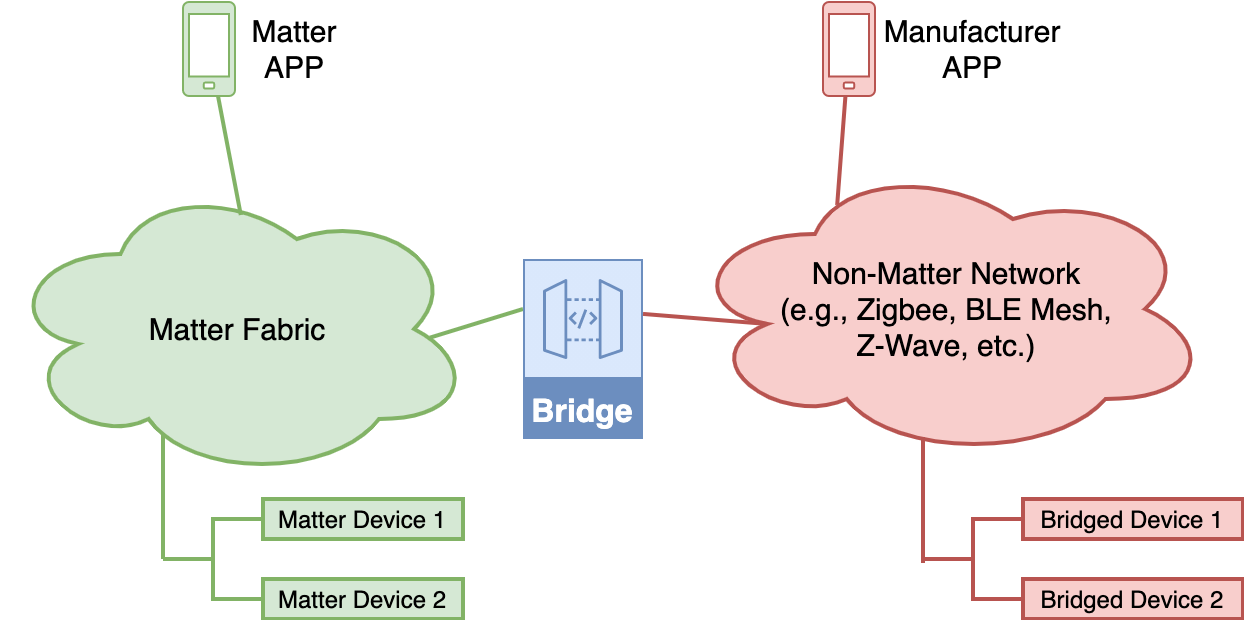 Matter
APP
Manufacturer
APP
Matter Fabric
</>
Bridge
Non-Matter Network
(e.g., Zigbee, BLE Mesh,
Z-Wave, etc.)
Matter Device 1
Matter Device 2
Bridged Device 1
Bridged Device 2